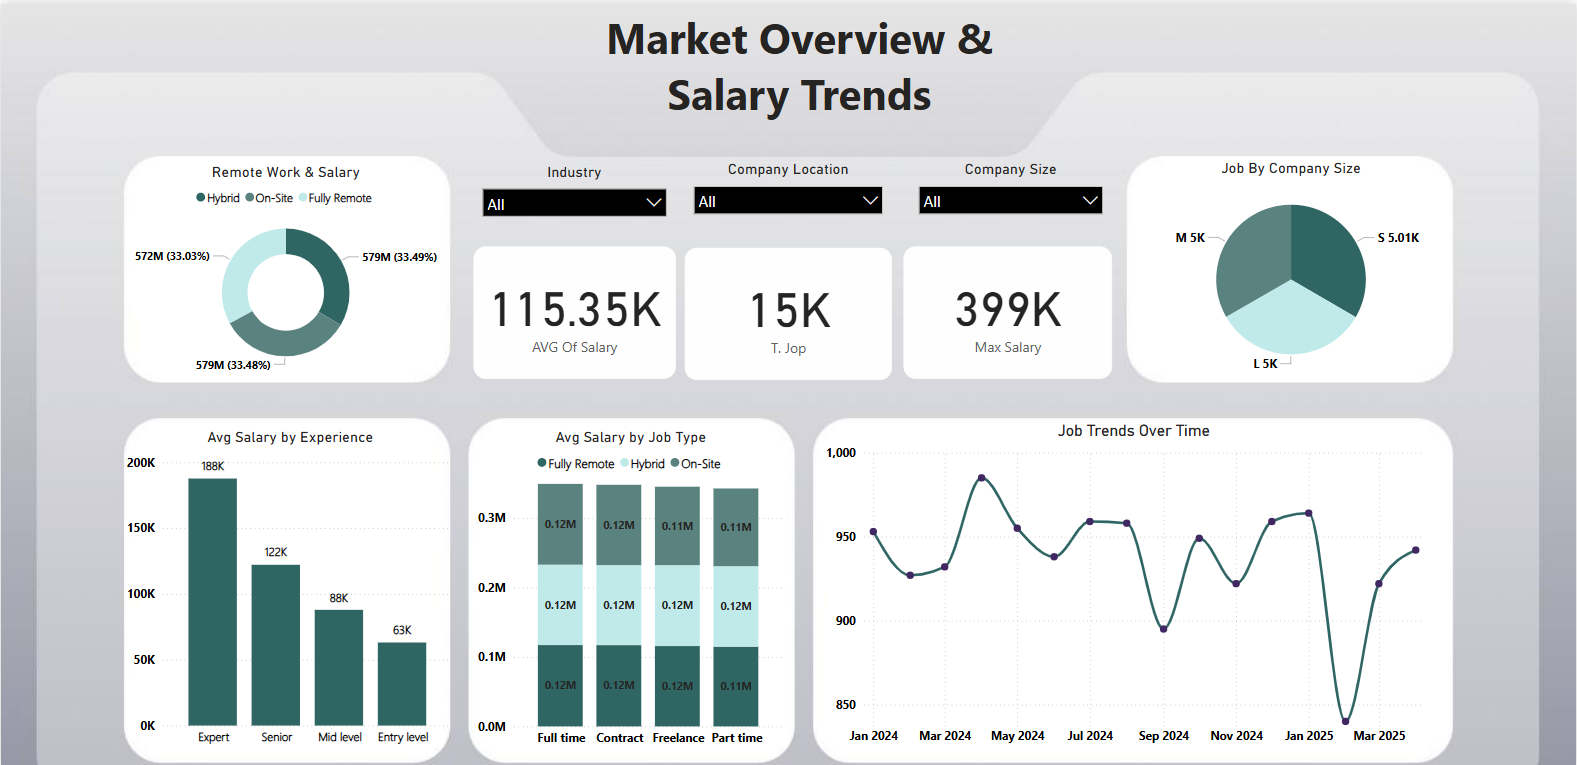 Market Overview &
Salary Trends
Remote Work & Salary
Hybrid On-Site Fully Remote
572M (33.03%)
579M (33.49%)
579M (33.48%)
Industry
All
Company Location
All
Company Size
All
115.35K
AVG Of Salary
15K
T. Jop
399K
Max Salary
Job By Company Size
M 5K
S 5.01K
L 5K
Avg Salary by Experience
200K
150K
100K
50K
0K
188K
122K
88K
63K
Expert Senior Mid level Entry level
Avg Salary by Job Type
Fully Remote Hybrid On-Site
0.3M
0.2M
0.1M
0.0M
0.12M 0.12M 0.11M 0.11M
0.12M 0.12M 0.12M 0.12M
0.12M 0.12M 0.12M 0.11M
Full time Contract Freelance Part time
Job Trends Over Time
1,000
950
900
850
Jan 2024 Mar 2024 May 2024 Jul 2024 Sep 2024 Nov 2024 Jan 2025 Mar 2025